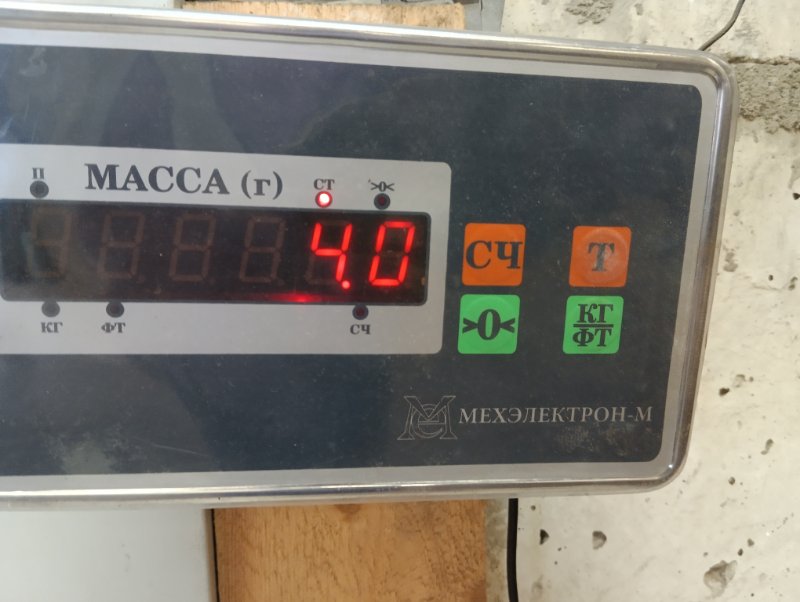 П
МАССА (г)
СТ
>0<
4.0
КГ
ФТ
СЧ
СЧ
Т
>0<
КГ
ФТ
МЕХЭЛЕКТРОН-М